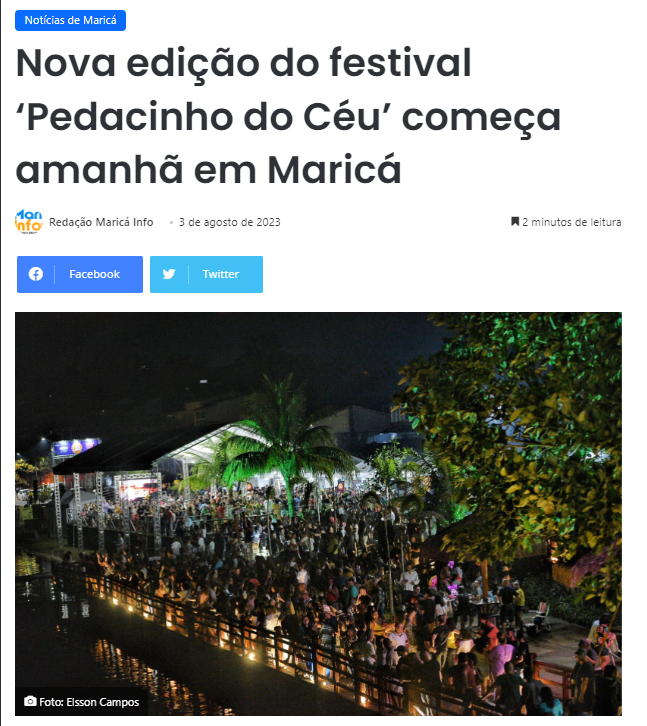 Notícias de Maricá
Nova edição do festival
‘Pedacinho do Céu’ começa
amanhã em Maricá
Redação Maricá Info
3 de agosto de 2023
2 minutos de leitura
Facebook
Twitter
Foto: Elsson Campos